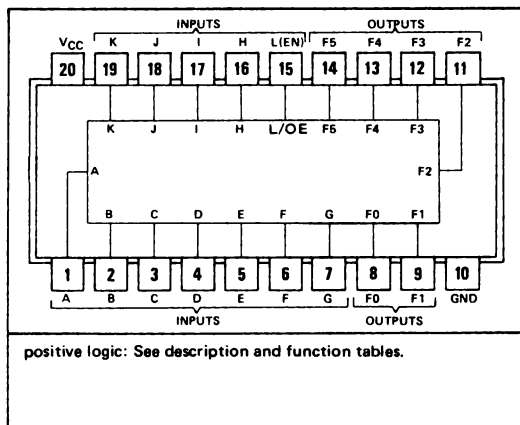 INPUTS OUTPUTS
VCC K J I H L(EN) F5 F4 F3 F2
20 19 18 17 16 15 14 13 12 11
K J I H L/OE F5 F4 F3
A F2
B C D E F G F0 F1
1 2 3 4 5 6 7 8 9 10
A B C D E F G F0 F1 GND
INPUTS OUTPUTS
positive logic: See description and function tables.